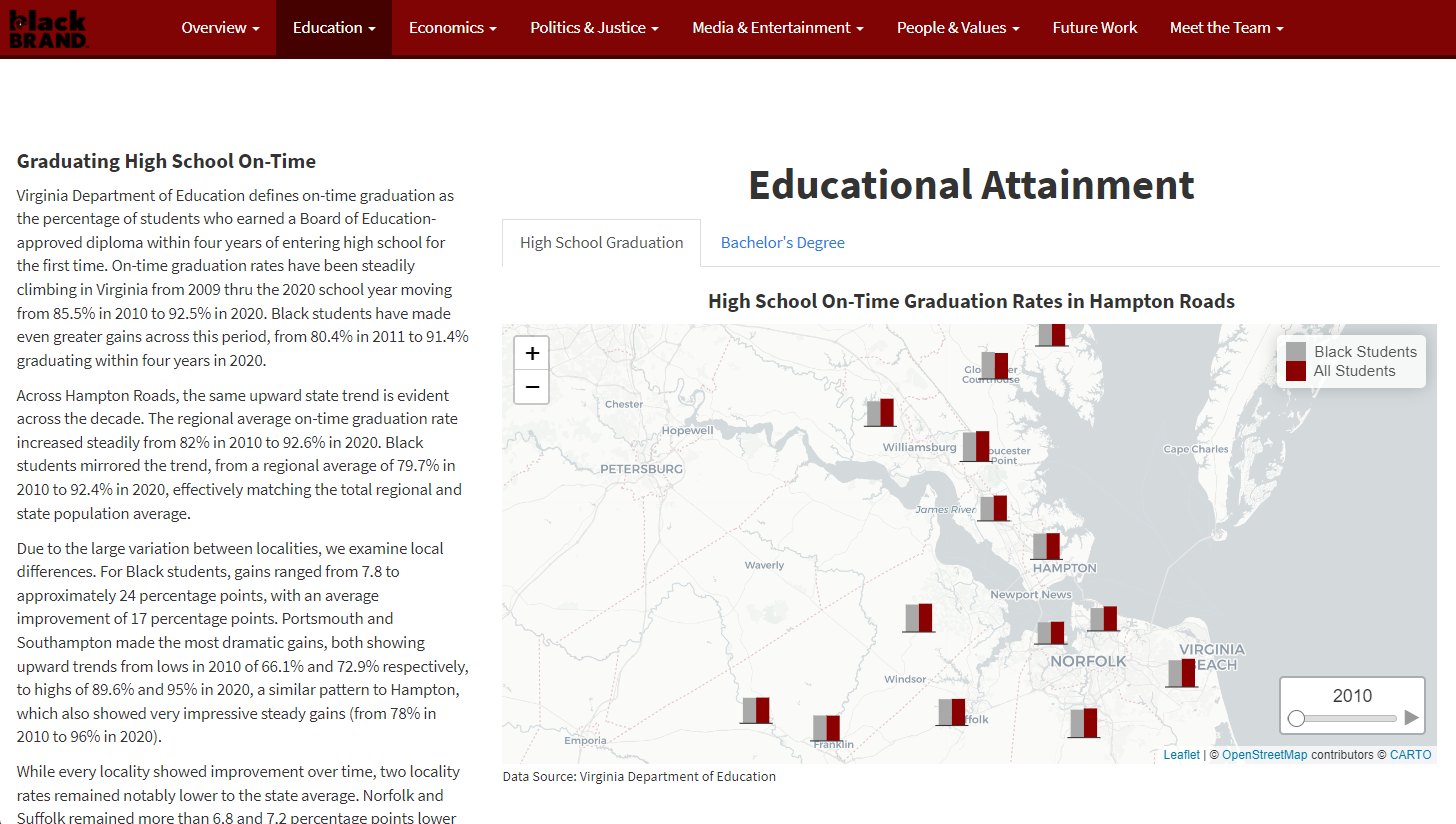 black
BRAND
Overview
Education
Economics
Politics & Justice
Media & Entertainment
People & Values
Future Work
Meet the Team
Graduating High School On-Time
Virginia Department of Education defines on-time graduation as
the percentage of students who earned a Board of Education-
approved diploma within four years of entering high school for
the first time. On-time graduation rates have been steadily
climbing in Virginia from 2009 thru the 2020 school year moving
from 85.5% in 2010 to 92.5% in 2020. Black students have made
even greater gains across this period, from 80.4% in 2011 to 91.4%
graduating within four years in 2020.
Across Hampton Roads, the same upward state trend is evident
across the decade. The regional average on-time graduation rate
increased steadily from 82% in 2010 to 92.6% in 2020. Black
students mirrored the trend, from a regional average of 79.7% in
2010 to 92.4% in 2020, effectively matching the total regional and
state population average.
Due to the large variation between localities, we examine local
differences. For Black students, gains ranged from 7.8 to
approximately 24 percentage points, with an average
improvement of 17 percentage points. Portsmouth and
Southampton made the most dramatic gains, both showing
upward trends from lows in 2010 of 66.1% and 72.9% respectively,
to highs of 89.6% and 95% in 2020, a similar pattern to Hampton,
which also showed very impressive steady gains (from 78% in
2010 to 96% in 2020).
While every locality showed improvement over time, two locality
rates remained notably lower to the state average. Norfolk and
Suffolk remained more than 6.8 and 7.2 percentage points lower
Educational Attainment
High School Graduation
Bachelor's Degree
High School On-Time Graduation Rates in Hampton Roads
+
−
Black Students
All Students
Chester
Hopewell
PETERSBURG
Williamsburg
Point
Courthouse
Cape Charles
James River
Waverly
HAMPTON
Newport News
NORFOLK
VIRGINIA
BEACH
Windsor
Emporia
Franklin
2010
Leaflet | © OpenStreetMap contributors © CARTO
Data Source: Virginia Department of Education